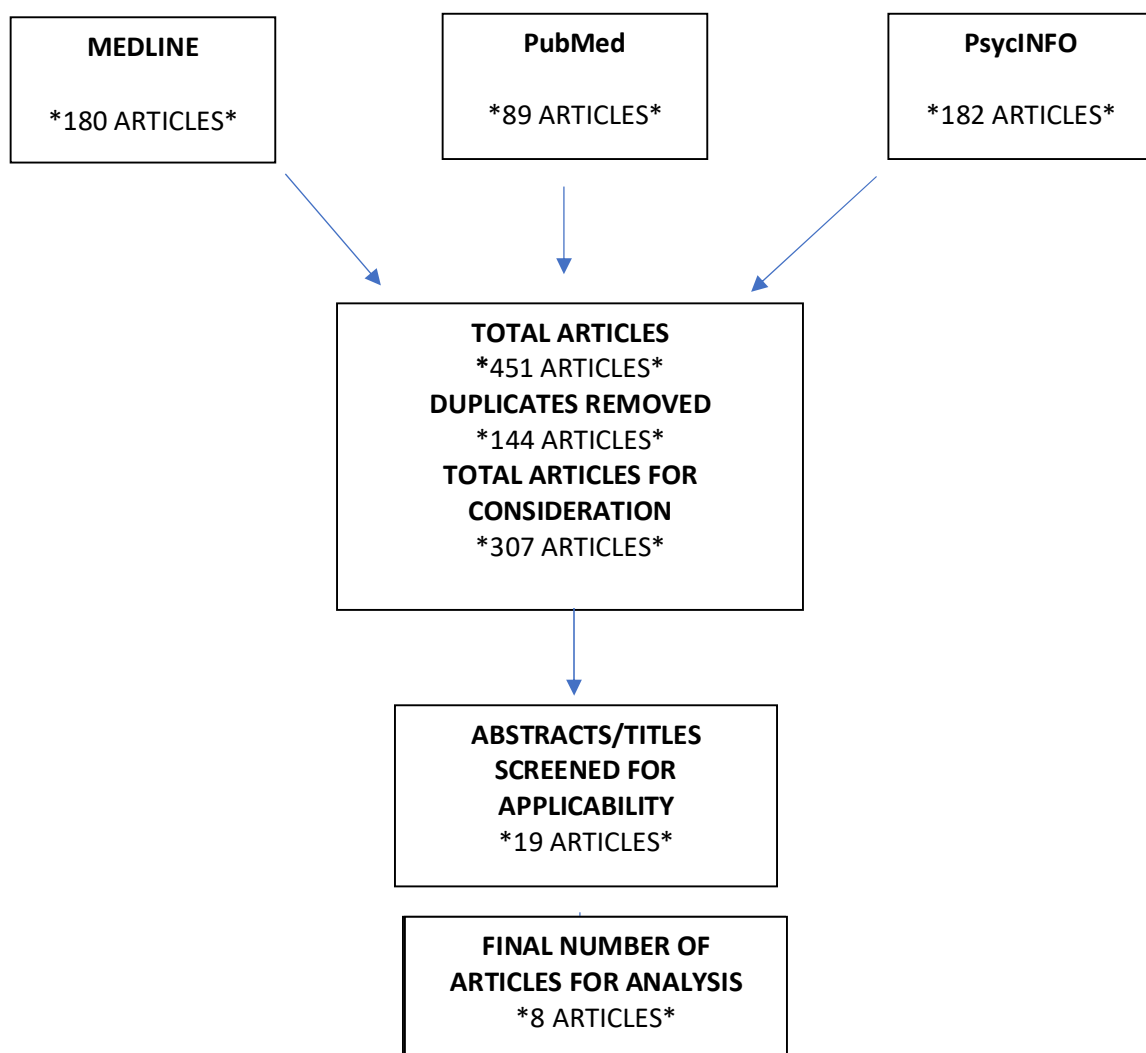 MEDLINE
*180 ARTICLES*
PubMed
*89 ARTICLES*
PsycINFO
*182 ARTICLES*
TOTAL ARTICLES
*451 ARTICLES*
DUPLICATES REMOVED
*144 ARTICLES*
TOTAL ARTICLES FOR
CONSIDERATION
*307 ARTICLES*
ABSTRACTS/TITLES
SCREENED FOR
APPLICABILITY
*19 ARTICLES*
FINAL NUMBER OF
ARTICLES FOR ANALYSIS
*8 ARTICLES*